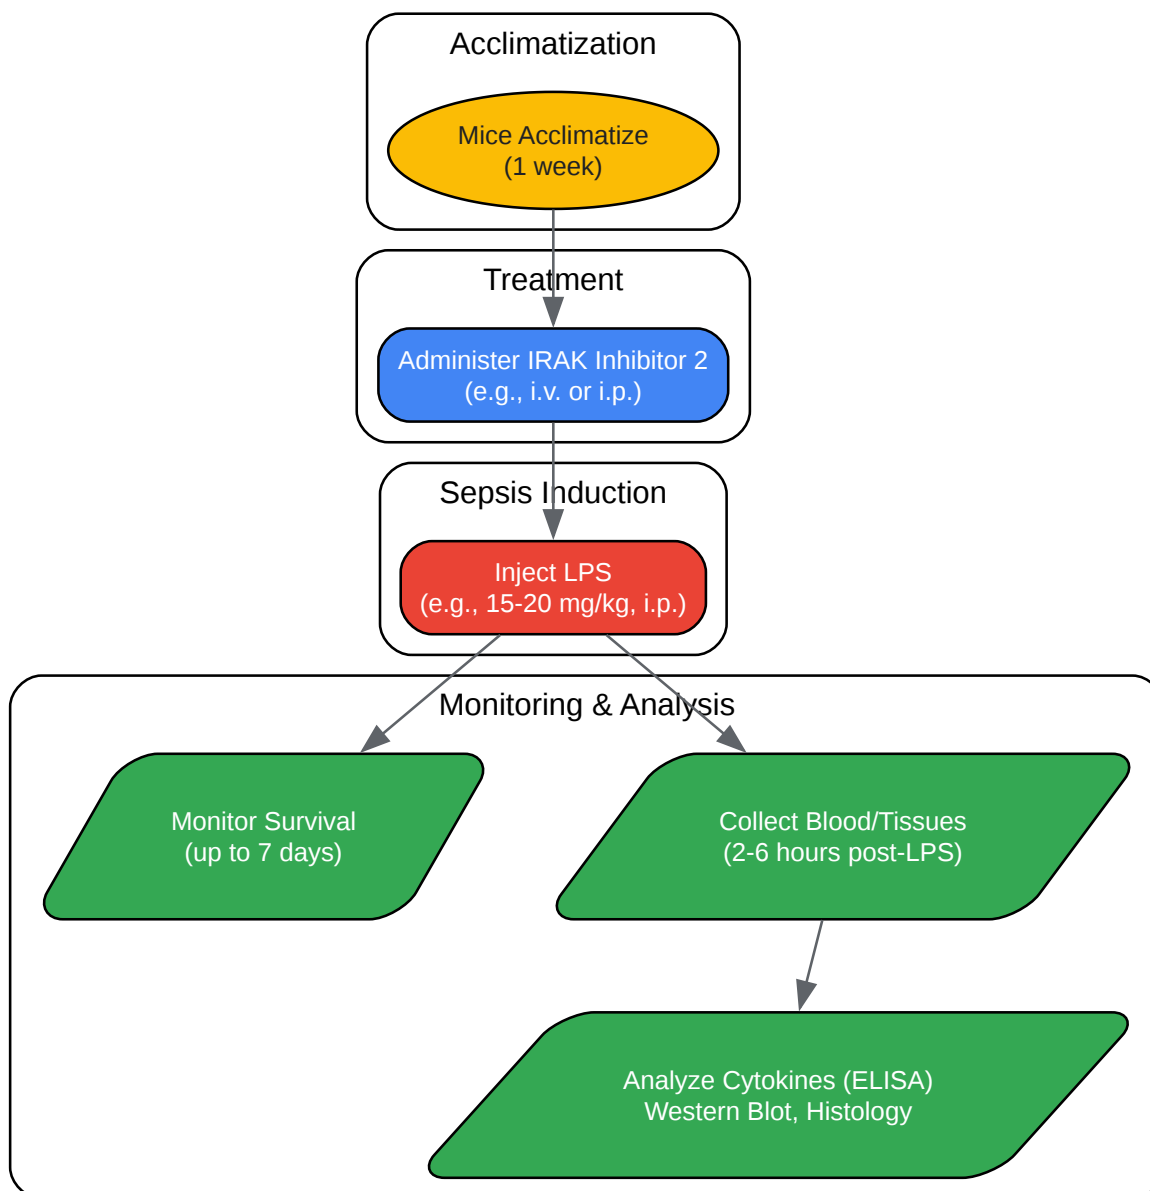 Acclimatization
Mice Acclimatize
(1 week)
Treatment
Administer IRAK Inhibitor 2
(e.g., i.v. or i.p.)
Sepsis Induction
Inject LPS
(e.g., 15-20 mg/kg, i.p.)
Monitoring & Analysis
Monitor Survival
(up to 7 days)
Collect Blood/Tissues
(2-6 hours post-LPS)
Analyze Cytokines (ELISA)
Western Blot, Histology